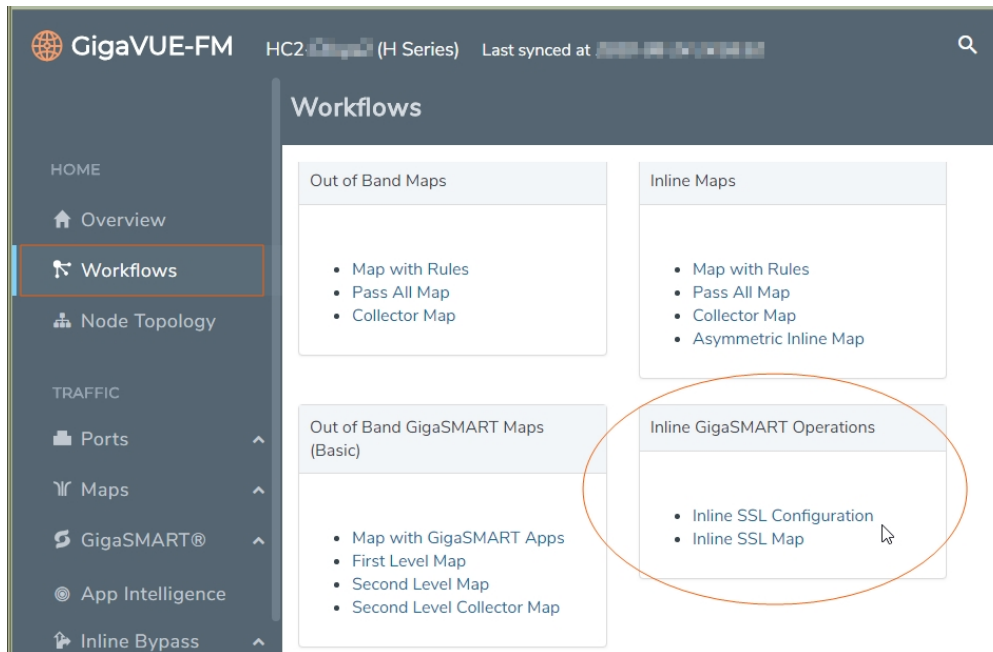 GigaVUE-FM HC2 (H Series) Last synced at
Workflows
HOME
Overview
Workflows
Node Topology
TRAFFIC
Ports
Maps
GigaSMART®
App Intelligence
Inline Bypass
Out of Band Maps
• Map with Rules
• Pass All Map
• Collector Map
Inline Maps
• Map with Rules
• Pass All Map
• Collector Map
• Asymmetric Inline Map
Out of Band GigaSMART Maps
(Basic)
• Map with GigaSMART Apps
• First Level Map
• Second Level Map
• Second Level Collector Map
Inline GigaSMART Operations
• Inline SSL Configuration
• Inline SSL Map